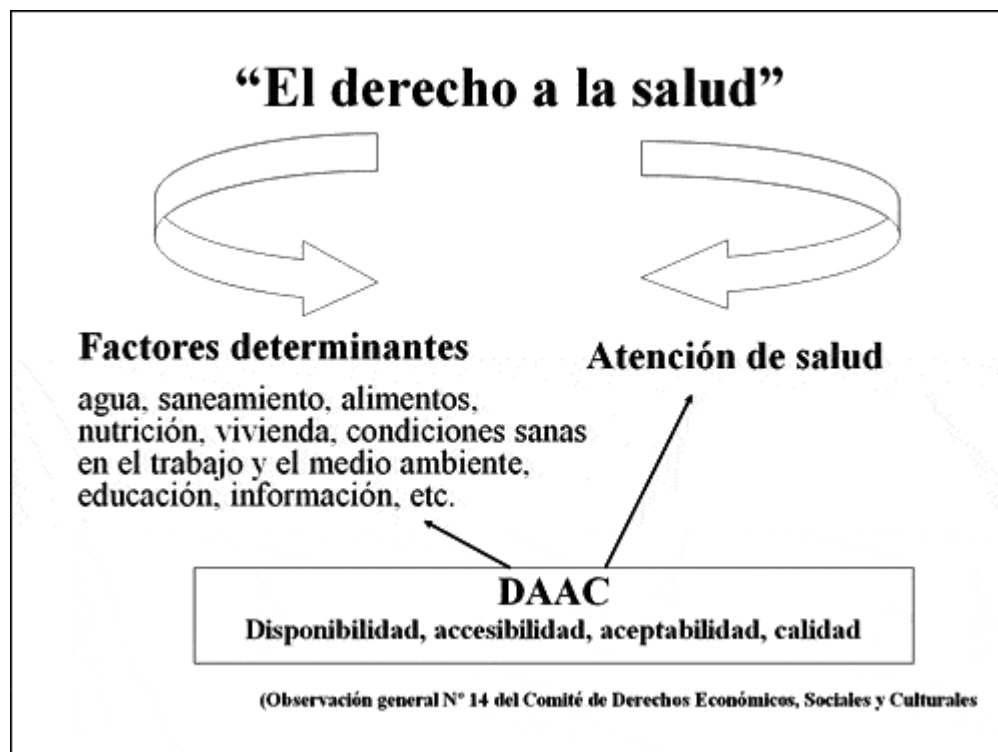 “El derecho a la salud”
Factores determinantes
agua, saneamiento, alimentos,
nutrición, vivienda, condiciones sanas
en el trabajo y el medio ambiente,
educación, información, etc.
Atención de salud
DAAC
Disponibilidad, accesibilidad, aceptabilidad, calidad
(Observación general Nº 14 del Comité de Derechos Económicos, Sociales y Culturales